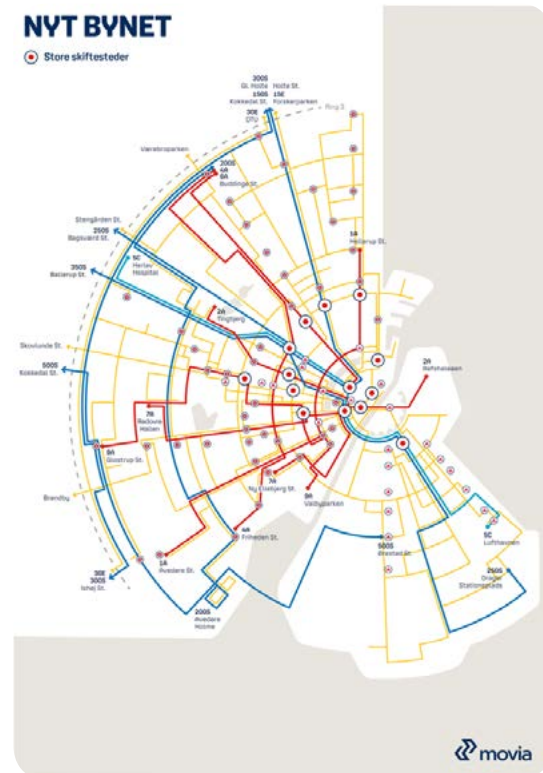 NYT BYNET
Store skiftesteder
300S
Gl. Holte
150S
Kokkedal St.
Holte St.
15E
Forskerparken
30E
DTU
Ring 3
Værebroparken
200S
4A
6A
Buddinge St.
Stengården St.
250S
Bagsværd St.
5C
Herlev
Hospital
350S
Ballerup St.
1A
Hellerup St.
2A
Tingbjerg
Skovlunde St.
500S
Kokkedal St.
2A
Refshaleøen
7A
Rødovre
Hallen
9A
Glostrup St.
Brøndby
7A
Ny Ellebjerg St.
9A
Valbyparken
4A
Friheden St.
1A
Avedøre St.
30E
300S
Ishøj St.
200S
Avedøre
Holme
500S
Ørestad St.
5C
Lufthavnen
250S
Dragør
Stationsplads
movia